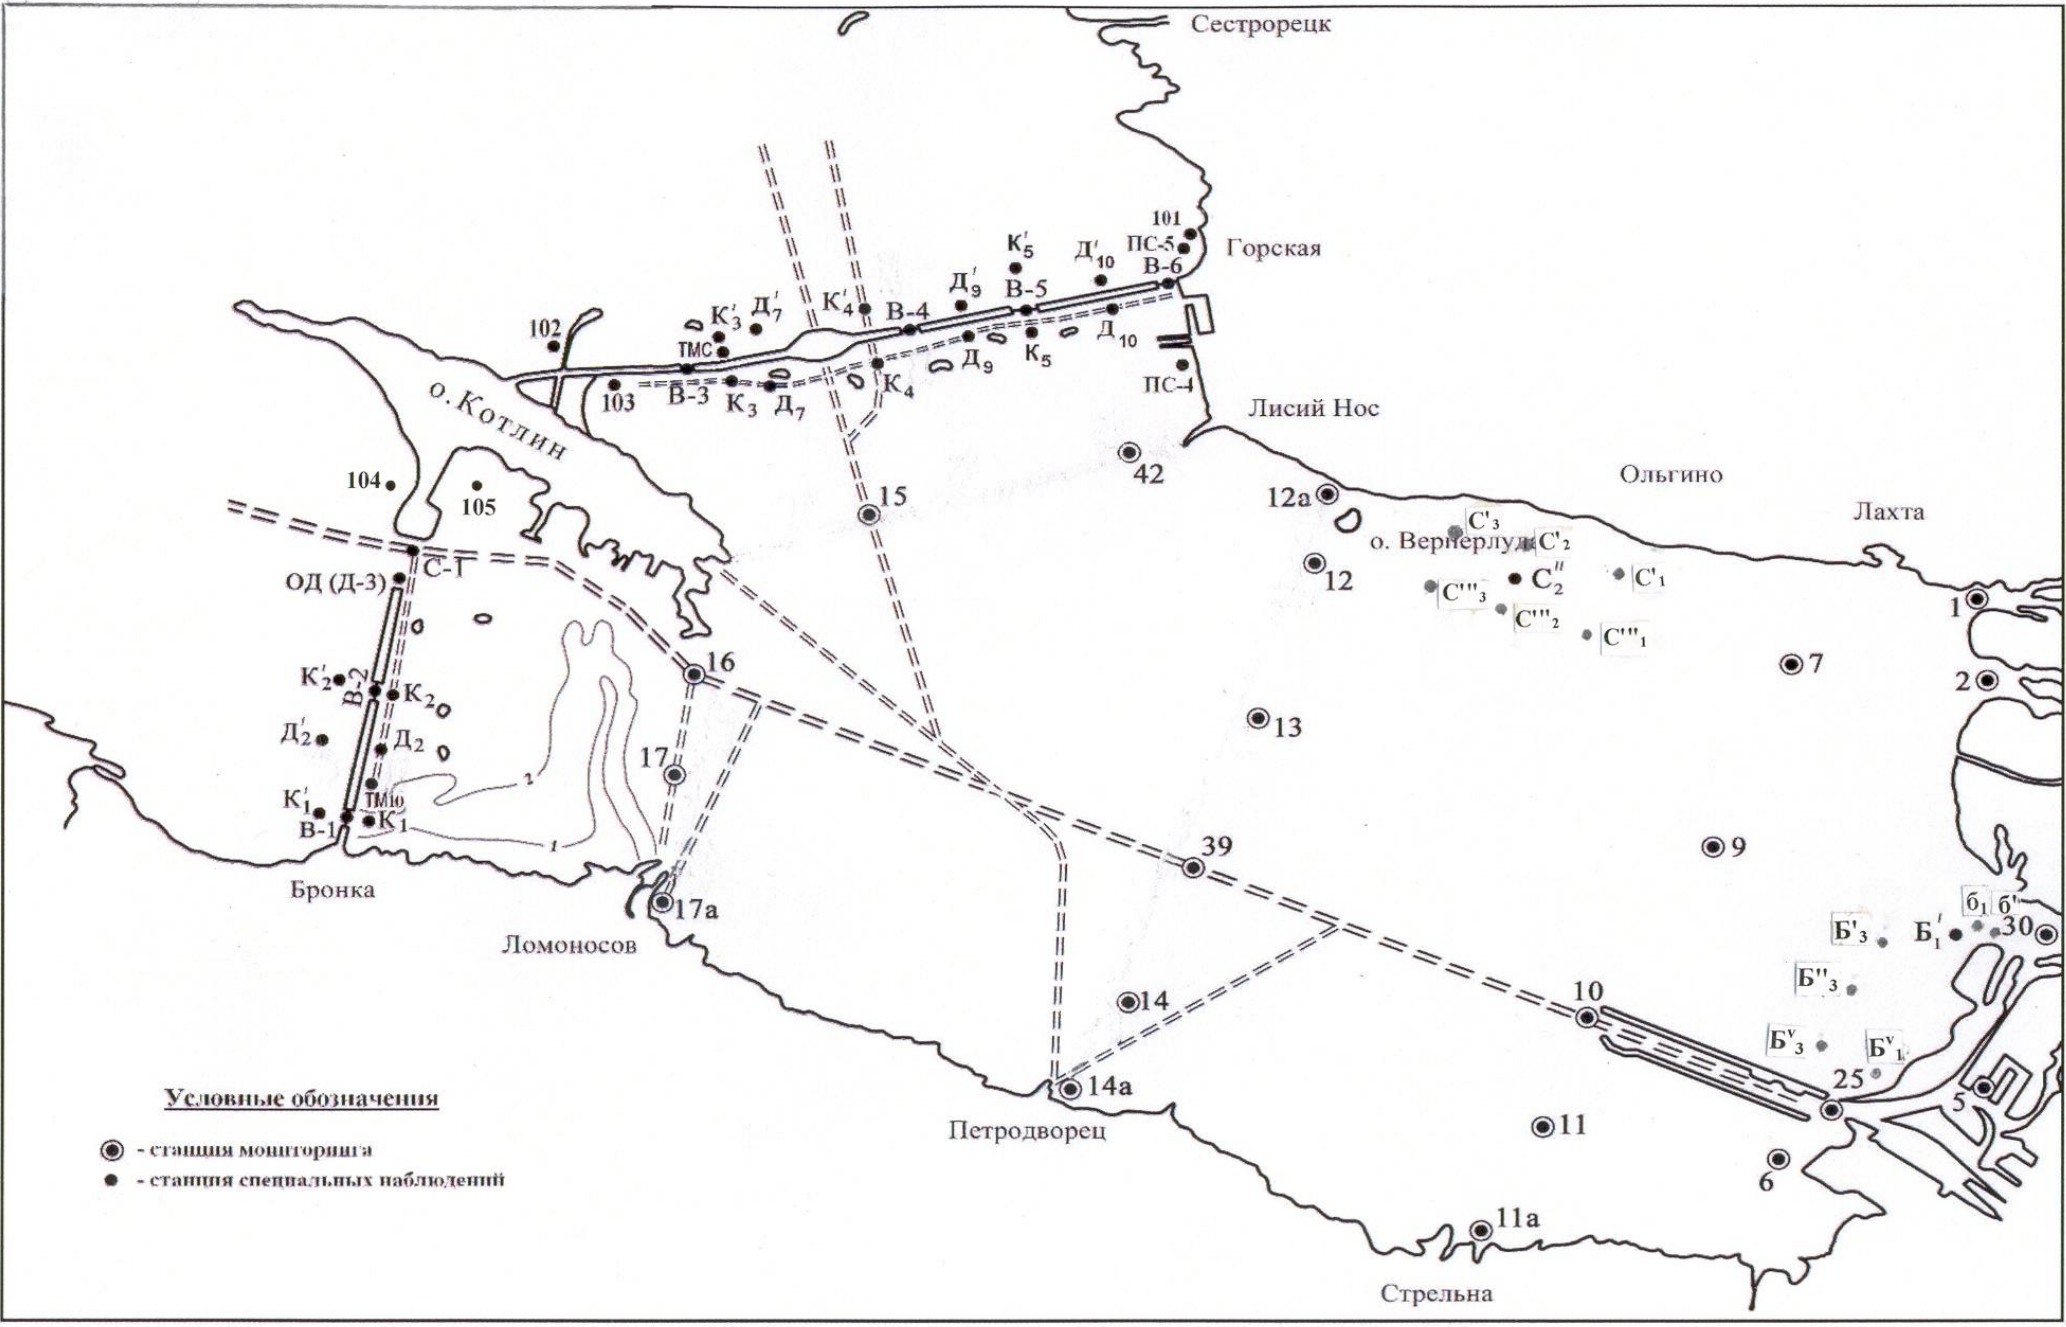 Сестрорецк
101
ПС-5
Горская
К'5
Д'10
В-6
Д'9
В-5
К'3
Д'7
К'4
В-4
102
ТМС
Д10
К5
Д9
103
В-3
К3
Д7
К4
ПС-4
о. Котлин
Лисий Нос
42
104
105
15
12а
Ольгино
Лахта
С'3
о. Вернерлуда
С'2
С-1
ОД (Д-3)
12
С'''3
С''2
С'1
С'''2
С'''1
1
16
7
2
К'2
В-2
К2
13
Д'2
Д2
17
2
К'1
ТМ10
В-1
К1
1
39
9
Бронка
17а
б1
б'
30
Б'3
Б'1
Ломоносов
Б''3
14
10
Бv3
Бv1
25
14а
5
Условные обозначения
Петродворец
11
- станция мониторинга
6
- станция специальных наблюдений
11а
Стрельна